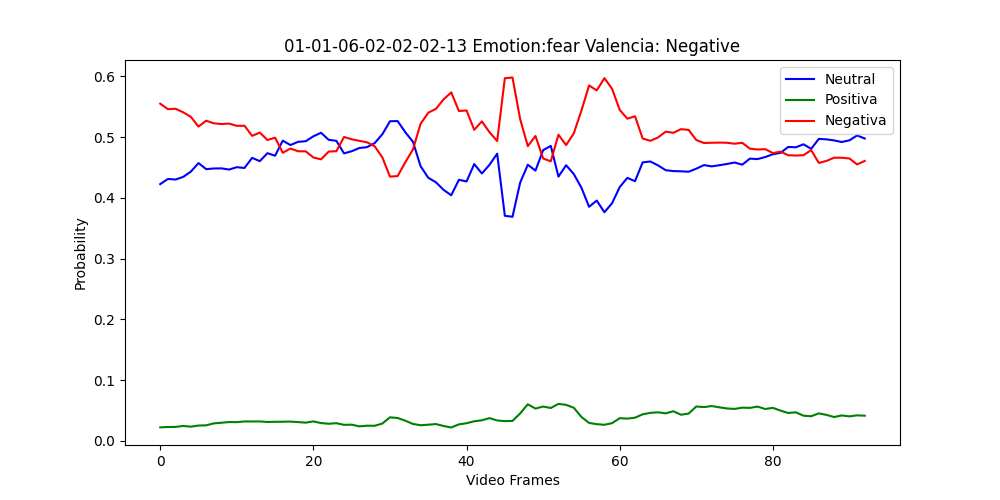 01-01-06-02-02-02-13 Emotion:fear Valencia: Negative
Neutral
Positiva
Negativa
Probability
0.6
0.5
0.4
0.3
0.2
0.1
0.0
0 20 40 60 80
Video Frames